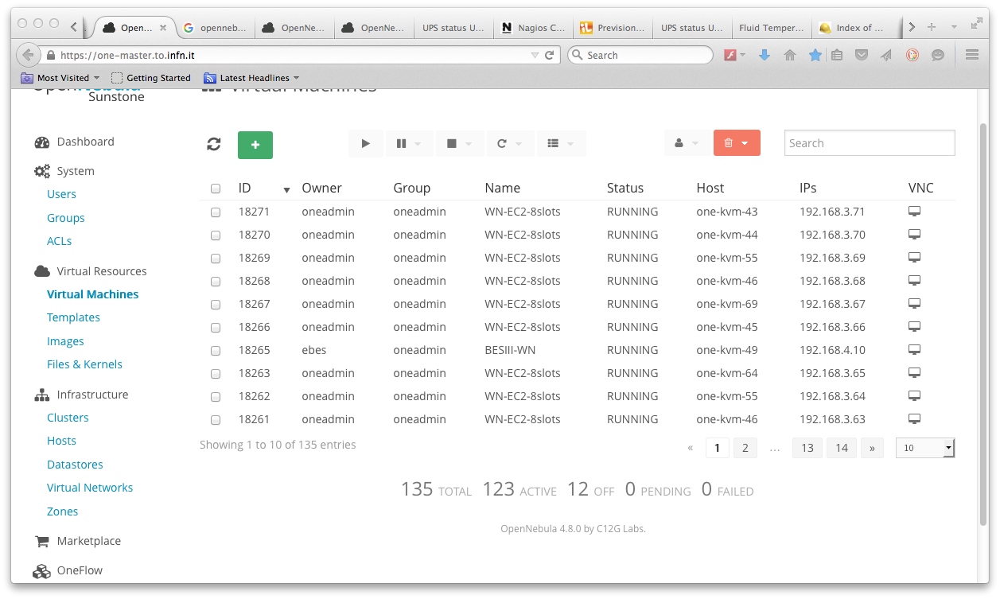 Open...
openneb...
OpenNe...
OpenNe...
UPS status U...
Nagios C...
Prevision...
UPS status U...
Fluid Temper...
Index of ...
https://one-master.to.infn.it
Search
Most Visited
Getting Started
Latest Headlines
OpenNebula
Sunstone
Virtual Machines
Dashboard
System
Users
Groups
ACLs
Virtual Resources
Virtual Machines
Templates
Images
Files & Kernels
Infrastructure
Clusters
Hosts
Datastores
Virtual Networks
Zones
Marketplace
OneFlow
Search
ID Owner Group Name Status Host IPs VNC
18271 oneadmin oneadmin WN-EC2-8slots RUNNING one-kvm-43 192.168.3.71
18270 oneadmin oneadmin WN-EC2-8slots RUNNING one-kvm-44 192.168.3.70
18269 oneadmin oneadmin WN-EC2-8slots RUNNING one-kvm-55 192.168.3.69
18268 oneadmin oneadmin WN-EC2-8slots RUNNING one-kvm-46 192.168.3.68
18267 oneadmin oneadmin WN-EC2-8slots RUNNING one-kvm-69 192.168.3.67
18266 oneadmin oneadmin WN-EC2-8slots RUNNING one-kvm-45 192.168.3.66
18265 ebes oneadmin BESIII-WN RUNNING one-kvm-49 192.168.4.10
18263 oneadmin oneadmin WN-EC2-8slots RUNNING one-kvm-64 192.168.3.65
18262 oneadmin oneadmin WN-EC2-8slots RUNNING one-kvm-55 192.168.3.64
18261 oneadmin oneadmin WN-EC2-8slots RUNNING one-kvm-46 192.168.3.63
Showing 1 to 10 of 135 entries
« 1 2 ... 13 14 » 10
135 TOTAL 123 ACTIVE 12 OFF 0 PENDING 0 FAILED
OpenNebula 4.8.0 by C12G Labs.